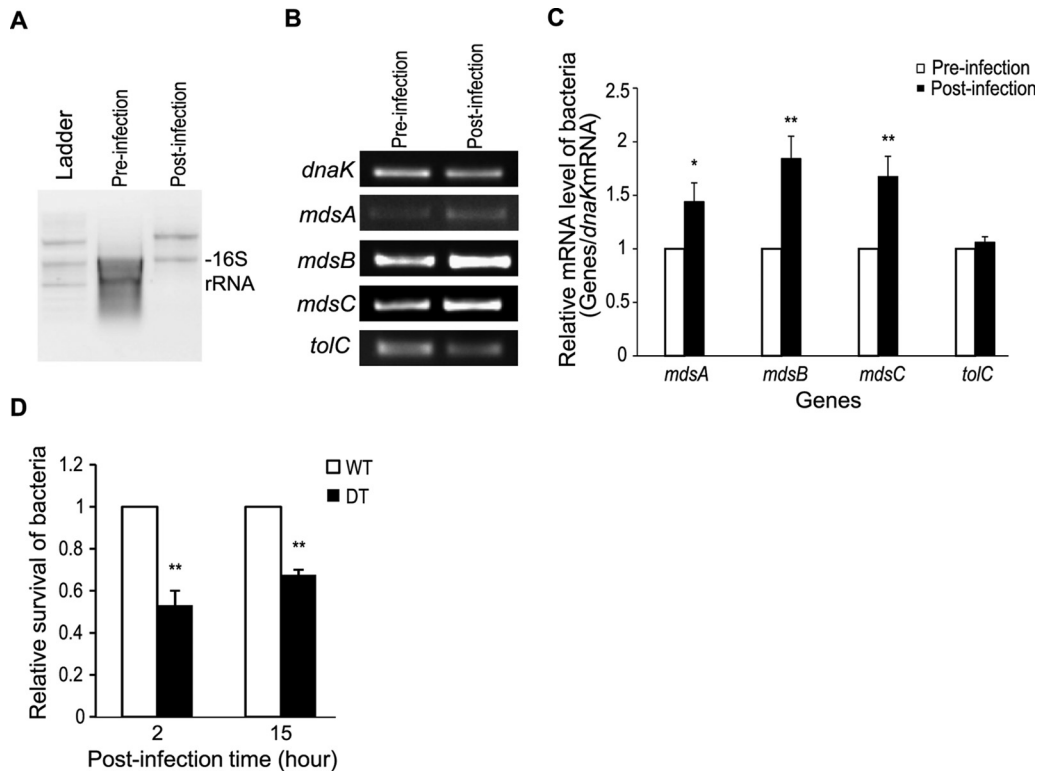 A
Ladder
Pre-infection
Post-infection
-16S
rRNA
B
Pre-infection
Post-infection
dnaK
mdsA
mdsB
mdsC
tolC
C
Pre-infection
Post-infection
Relative mRNA level of bacteria
(Genes/dnaKmRNA)
2.5
2
1.5
1
0.5
0
*
**
**
mdsA
mdsB
mdsC
tolC
Genes
D
WT
DT
Relative survival of bacteria
1.2
1
0.8
0.6
0.4
0.2
0
**
**
2
15
Post-infection time (hour)